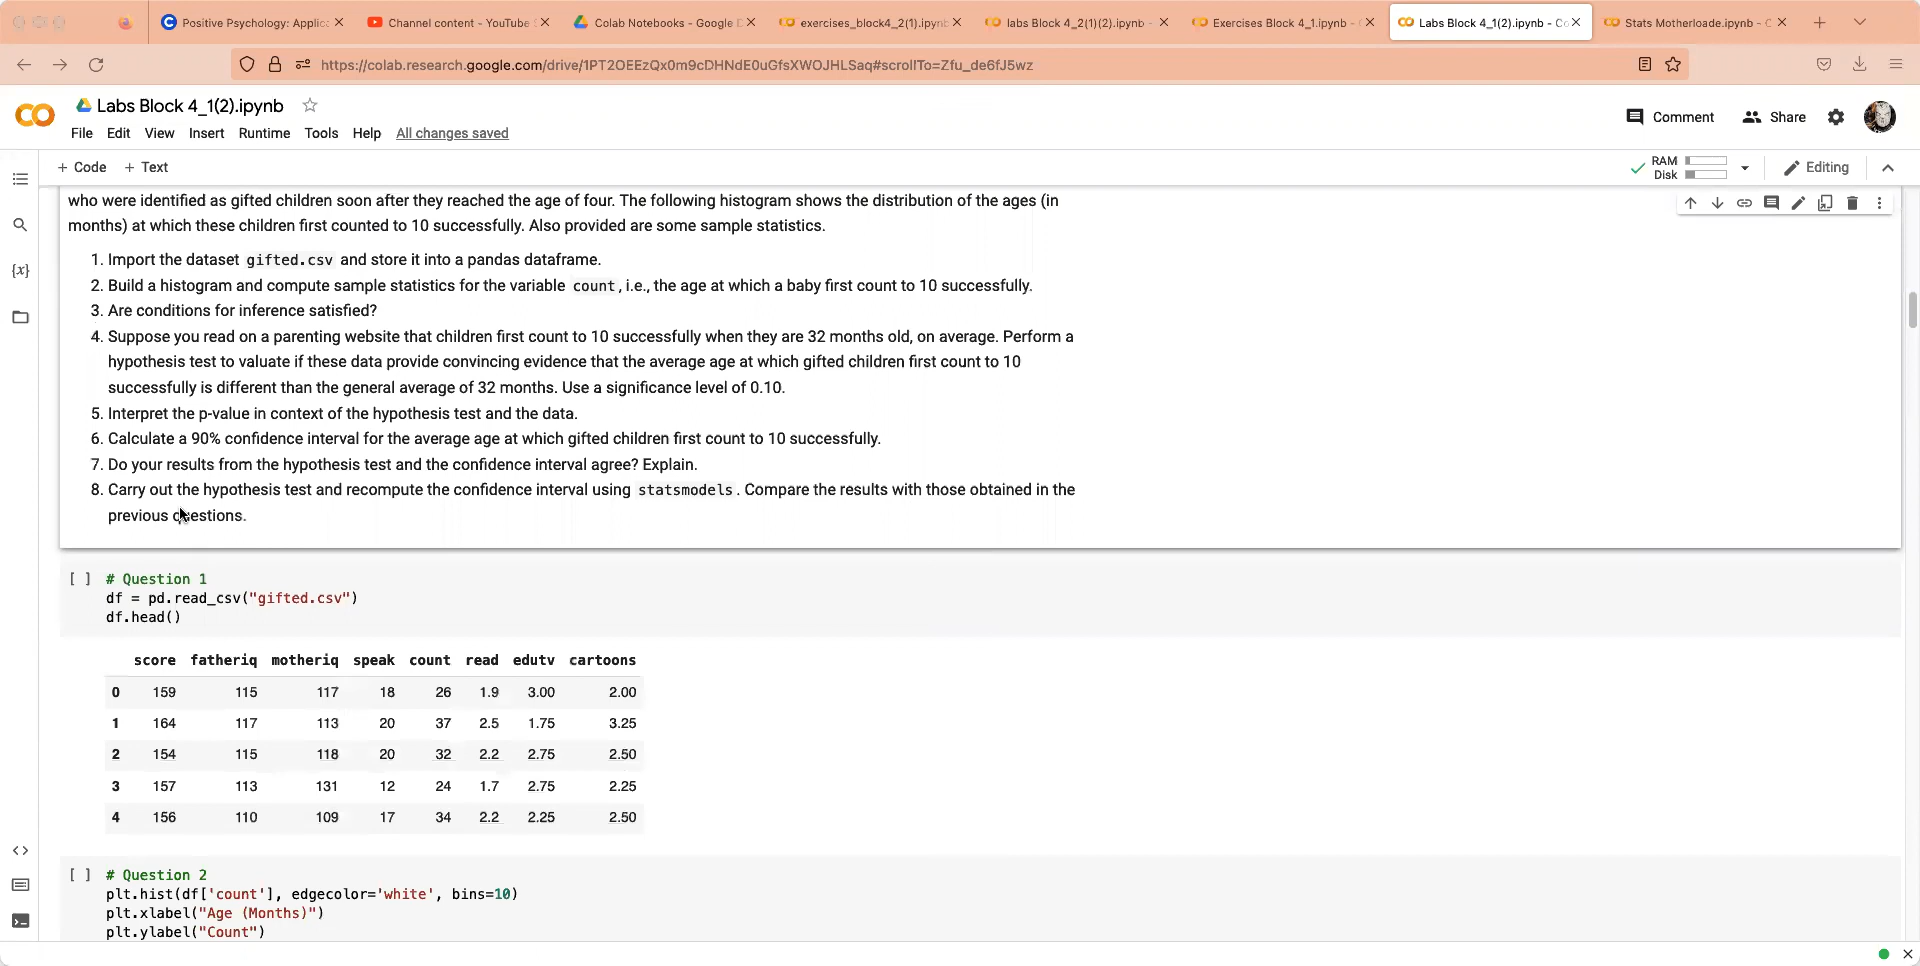 Positive Psychology: Applic
Channel content - YouTube
Colab Notebooks - Google D
exercises_block4_2(1).ipynb
labs Block 4_2(1)(2).ipynb -
Exercises Block 4_1.ipynb -
Labs Block 4_1(2).ipynb - Co
Stats Motherloade.ipynb - C
https://colab.research.google.com/drive/1PT2OEEzQx0m9cDHNdE0uGfsXWOJHLSaq#scrollTo=Zfu_de6fJ5wz
Labs Block 4_1(2).ipynb
Comment Share
File Edit View Insert Runtime Tools Help All changes saved
+ Code + Text
RAM
Disk
Editing
who were identified as gifted children soon after they reached the age of four. The following histogram shows the distribution of the ages (in
months) at which these children first counted to 10 successfully. Also provided are some sample statistics.
1. Import the dataset gifted.csv and store it into a pandas dataframe.
2. Build a histogram and compute sample statistics for the variable count, i.e., the age at which a baby first count to 10 successfully.
3. Are conditions for inference satisfied?
4. Suppose you read on a parenting website that children first count to 10 successfully when they are 32 months old, on average. Perform a
hypothesis test to valuate if these data provide convincing evidence that the average age at which gifted children first count to 10
successfully is different than the general average of 32 months. Use a significance level of 0.10.
5. Interpret the p-value in context of the hypothesis test and the data.
6. Calculate a 90% confidence interval for the average age at which gifted children first count to 10 successfully.
7. Do your results from the hypothesis test and the confidence interval agree? Explain.
8. Carry out the hypothesis test and recompute the confidence interval using statsmodels. Compare the results with those obtained in the
previous questions.
[ ] # Question 1
df = pd.read_csv("gifted.csv")
df.head()
score fatheriq motheriq speak count read edutv cartoons
0 159 115 117 18 26 1.9 3.00 2.00
1 164 117 113 20 37 2.5 1.75 3.25
2 154 115 118 20 32 2.2 2.75 2.50
3 157 113 131 12 24 1.7 2.75 2.25
4 156 110 109 17 34 2.2 2.25 2.50
[ ] # Question 2
plt.hist(df['count'], edgecolor='white', bins=10)
plt.xlabel("Age (Months)")
plt.ylabel("Count")